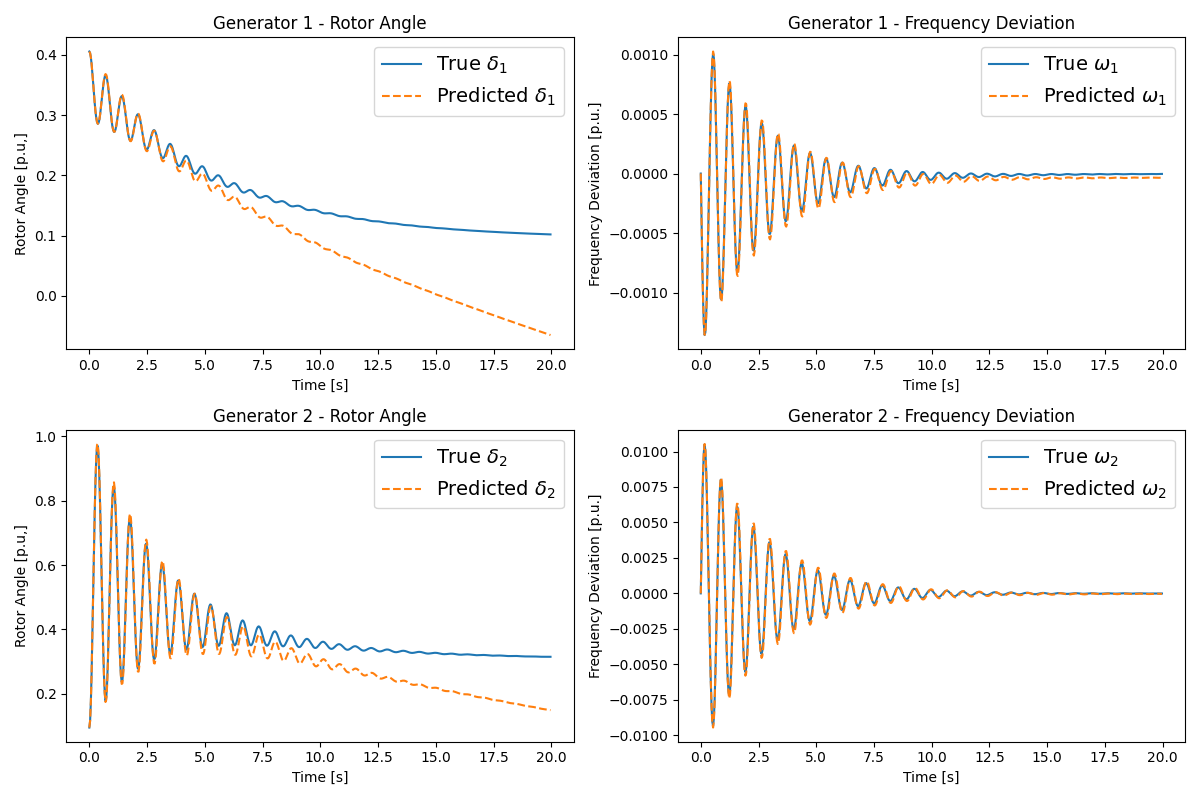 Generator 1 - Rotor Angle
Rotor Angle [p.u,]
0.4
0.3
0.2
0.1
0.0
True δ1
Predicted δ1
0.0 2.5 5.0 7.5 10.0 12.5 15.0 17.5 20.0
Time [s]
Generator 1 - Frequency Deviation
Frequency Deviation [p.u.]
0.0010
0.0005
0.0000
−0.0005
−0.0010
True ω1
Predicted ω1
0.0 2.5 5.0 7.5 10.0 12.5 15.0 17.5 20.0
Time [s]
Generator 2 - Rotor Angle
Rotor Angle [p.u,]
1.0
0.8
0.6
0.4
0.2
True δ2
Predicted δ2
0.0 2.5 5.0 7.5 10.0 12.5 15.0 17.5 20.0
Time [s]
Generator 2 - Frequency Deviation
Frequency Deviation [p.u.]
0.0100
0.0075
0.0050
0.0025
0.0000
−0.0025
−0.0050
−0.0075
−0.0100
True ω2
Predicted ω2
0.0 2.5 5.0 7.5 10.0 12.5 15.0 17.5 20.0
Time [s]